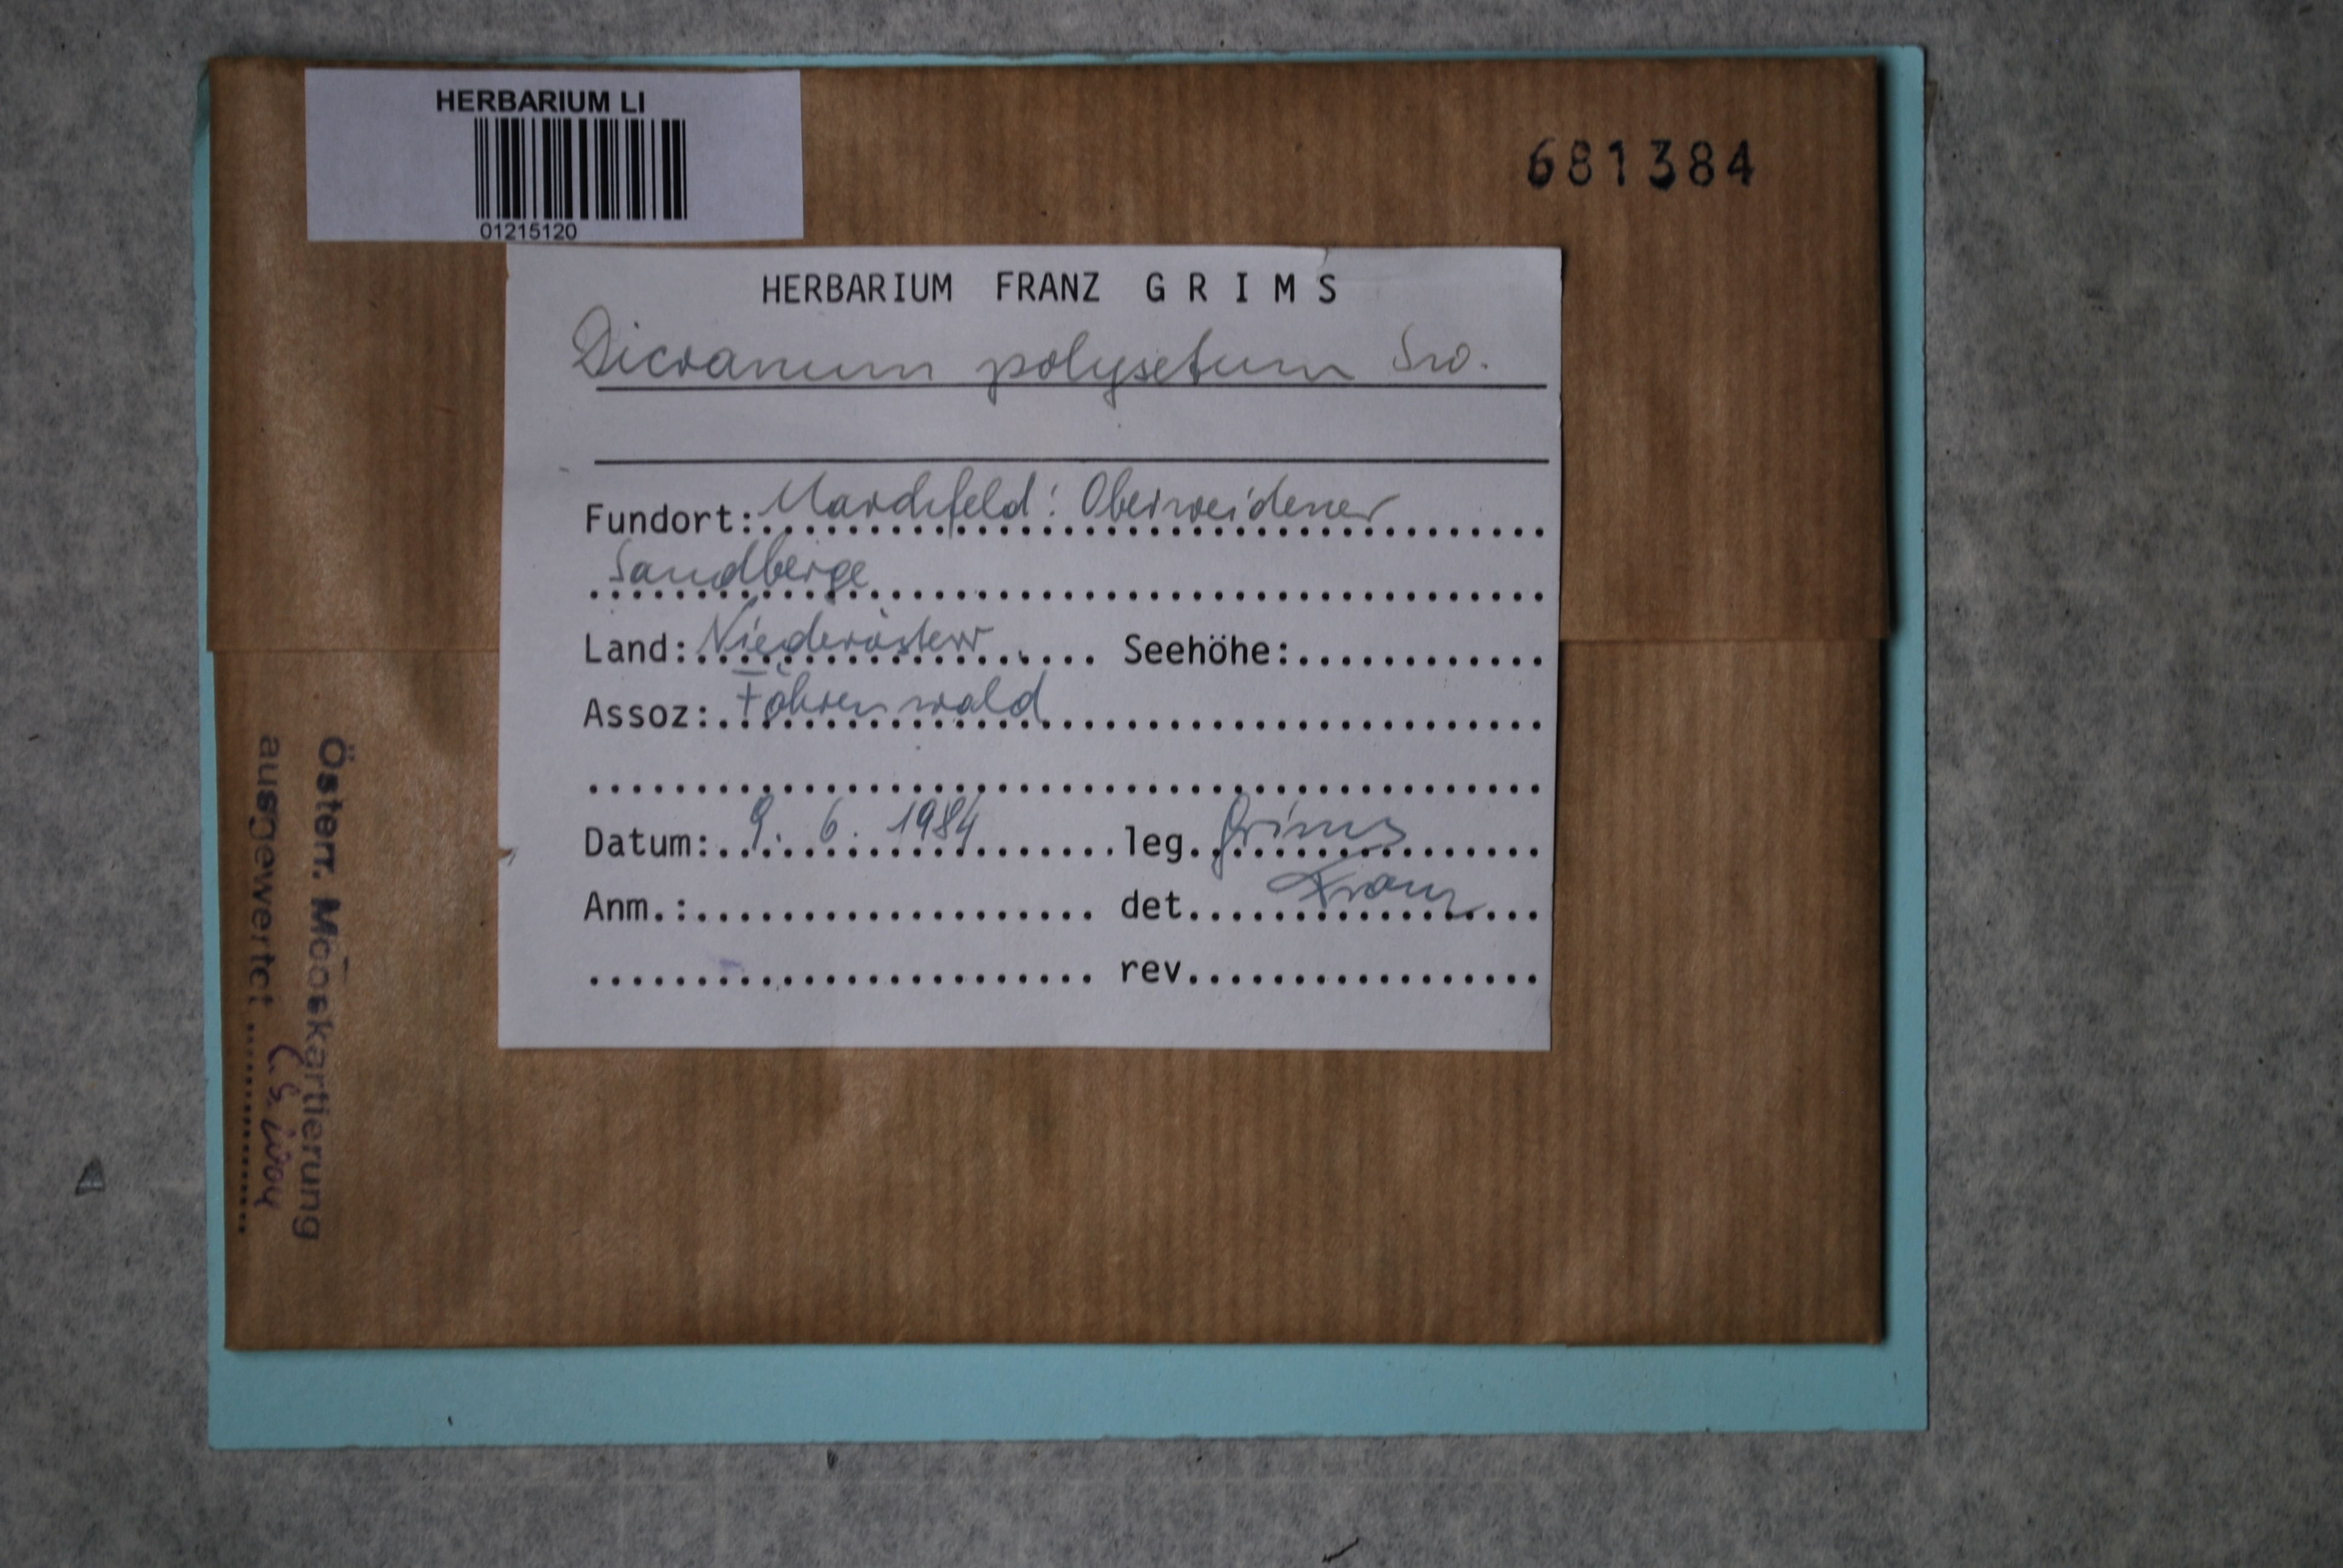 HERBARIUM LI
01215120
681384
HERBARIUM FRANZ GRIMS
Dicranum polysetum Sw.
Fundort: Marchfeld: Oberweidener
Sandberge
Land: Niederösterr. Seehöhe:
Assoz: Föhrenwald
Datum: 9. 6. 1984 leg. Grims
Anm.: det. Franz
rev.
Österr. Mooskartierung
ausgewertet